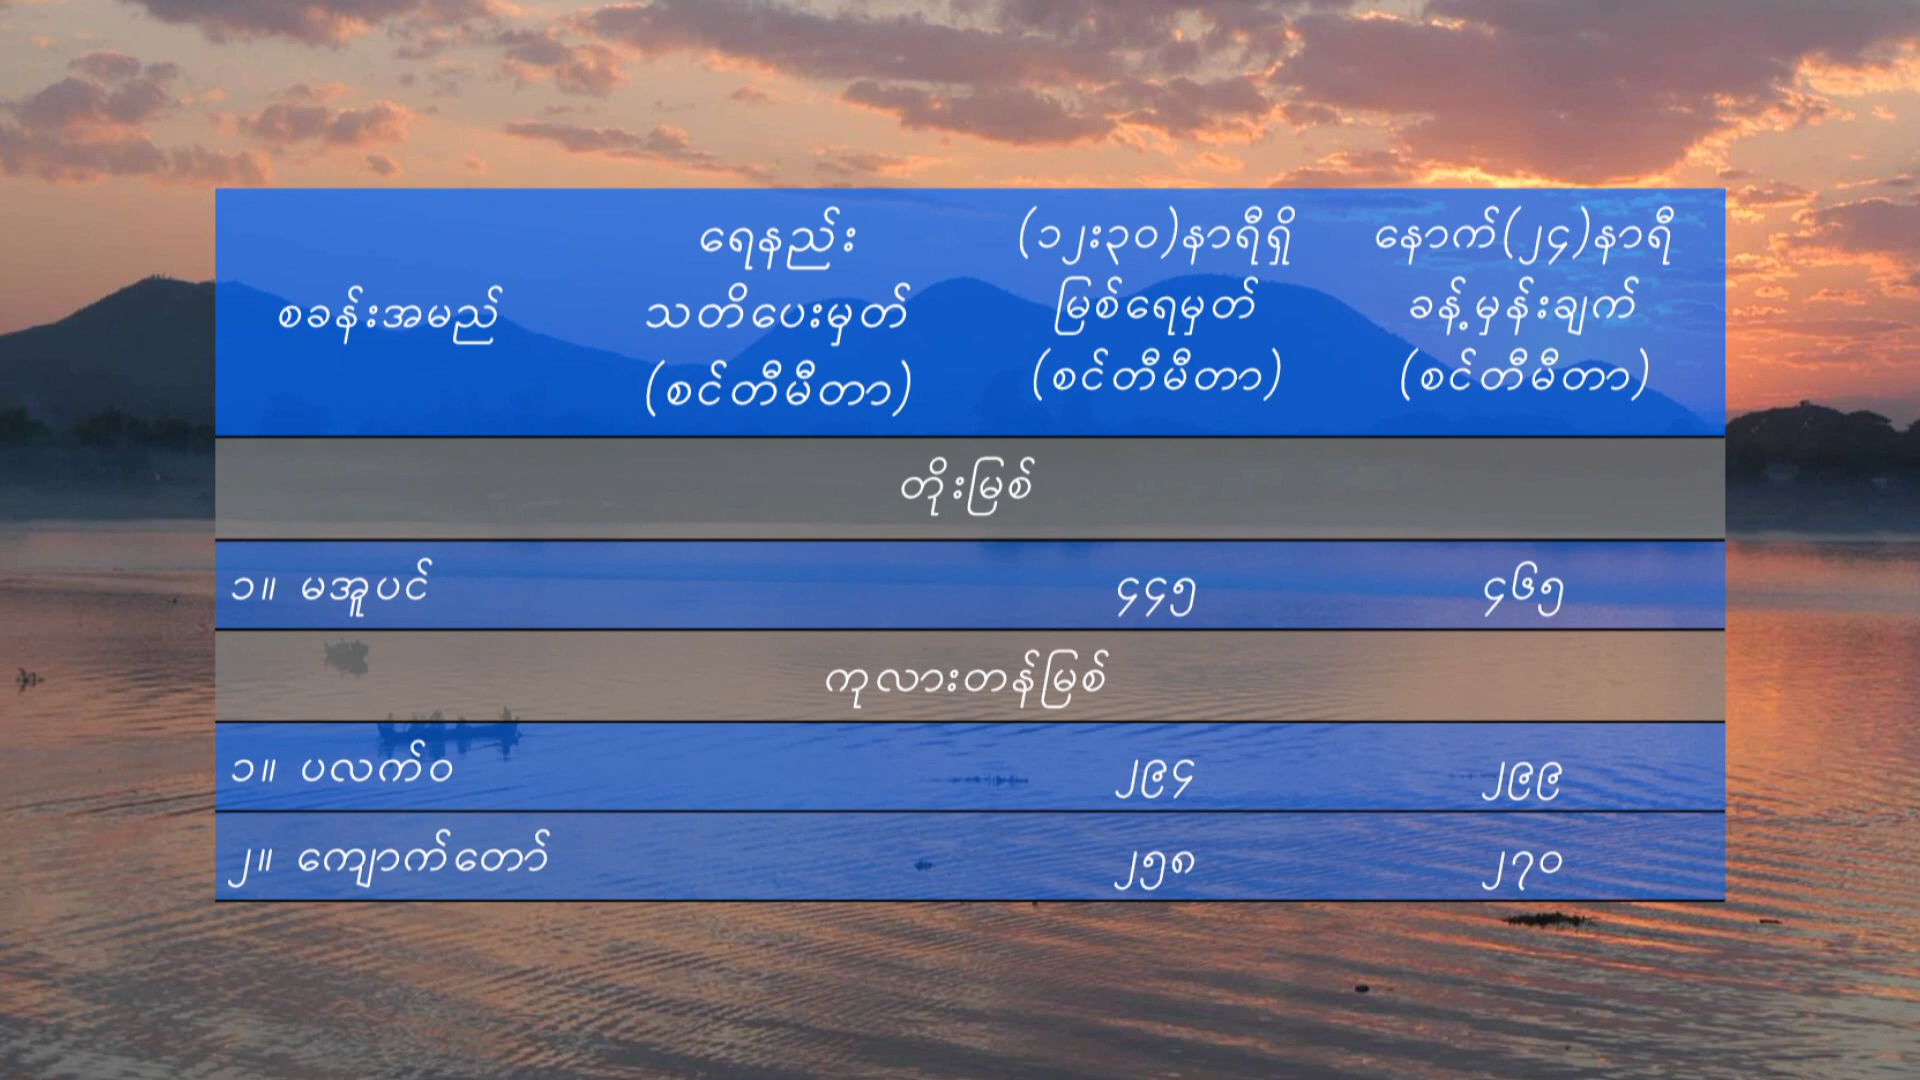 စခန်းအမည်
ရေနည်း
သတိပေးမှတ်
(စင်တီမီတာ)
(၁၂း၃၀)နာရီရှိ
မြစ်ရေမှတ်
(စင်တီမီတာ)
နောက်(၂၄)နာရီ
ခန့်မှန်းချက်
(စင်တီမီတာ)
တိုးမြစ်
၁။ မအူပင် ၄၄၅ ၄၆၅
ကုလားတန်မြစ်
၁။ ပလက်ဝ ၂၉၄ ၂၉၉
၂။ ကျောက်တော် ၂၅၈ ၂၇၀